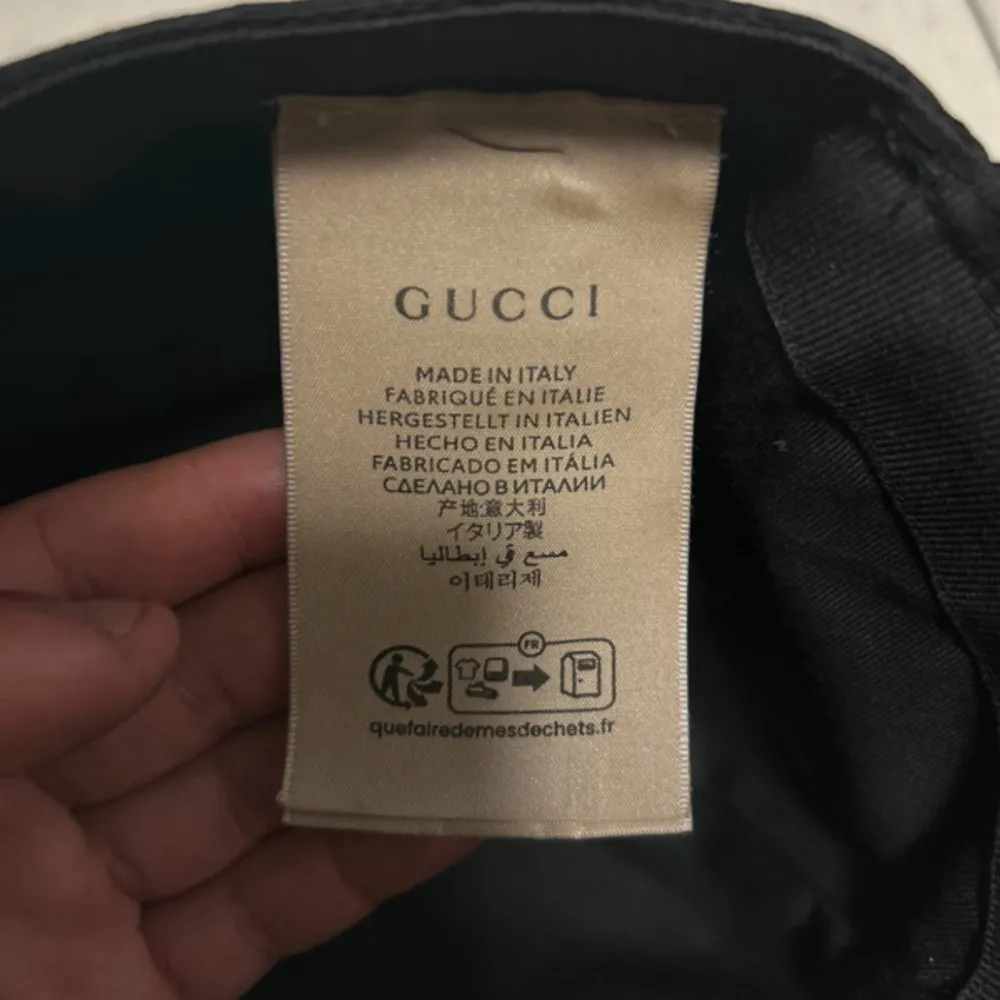 GUCCI
MADE IN ITALY
FABRIQUÉ EN ITALIE
HERGESTELLT IN ITALIEN
HECHO EN ITALIA
FABRICADO EM ITÁLIA
СДЕЛАНО В ИТАЛИИ
产地:意大利
イタリア製
مسع في إيطاليا
이태리제
FR
quefairedemesdechets.fr